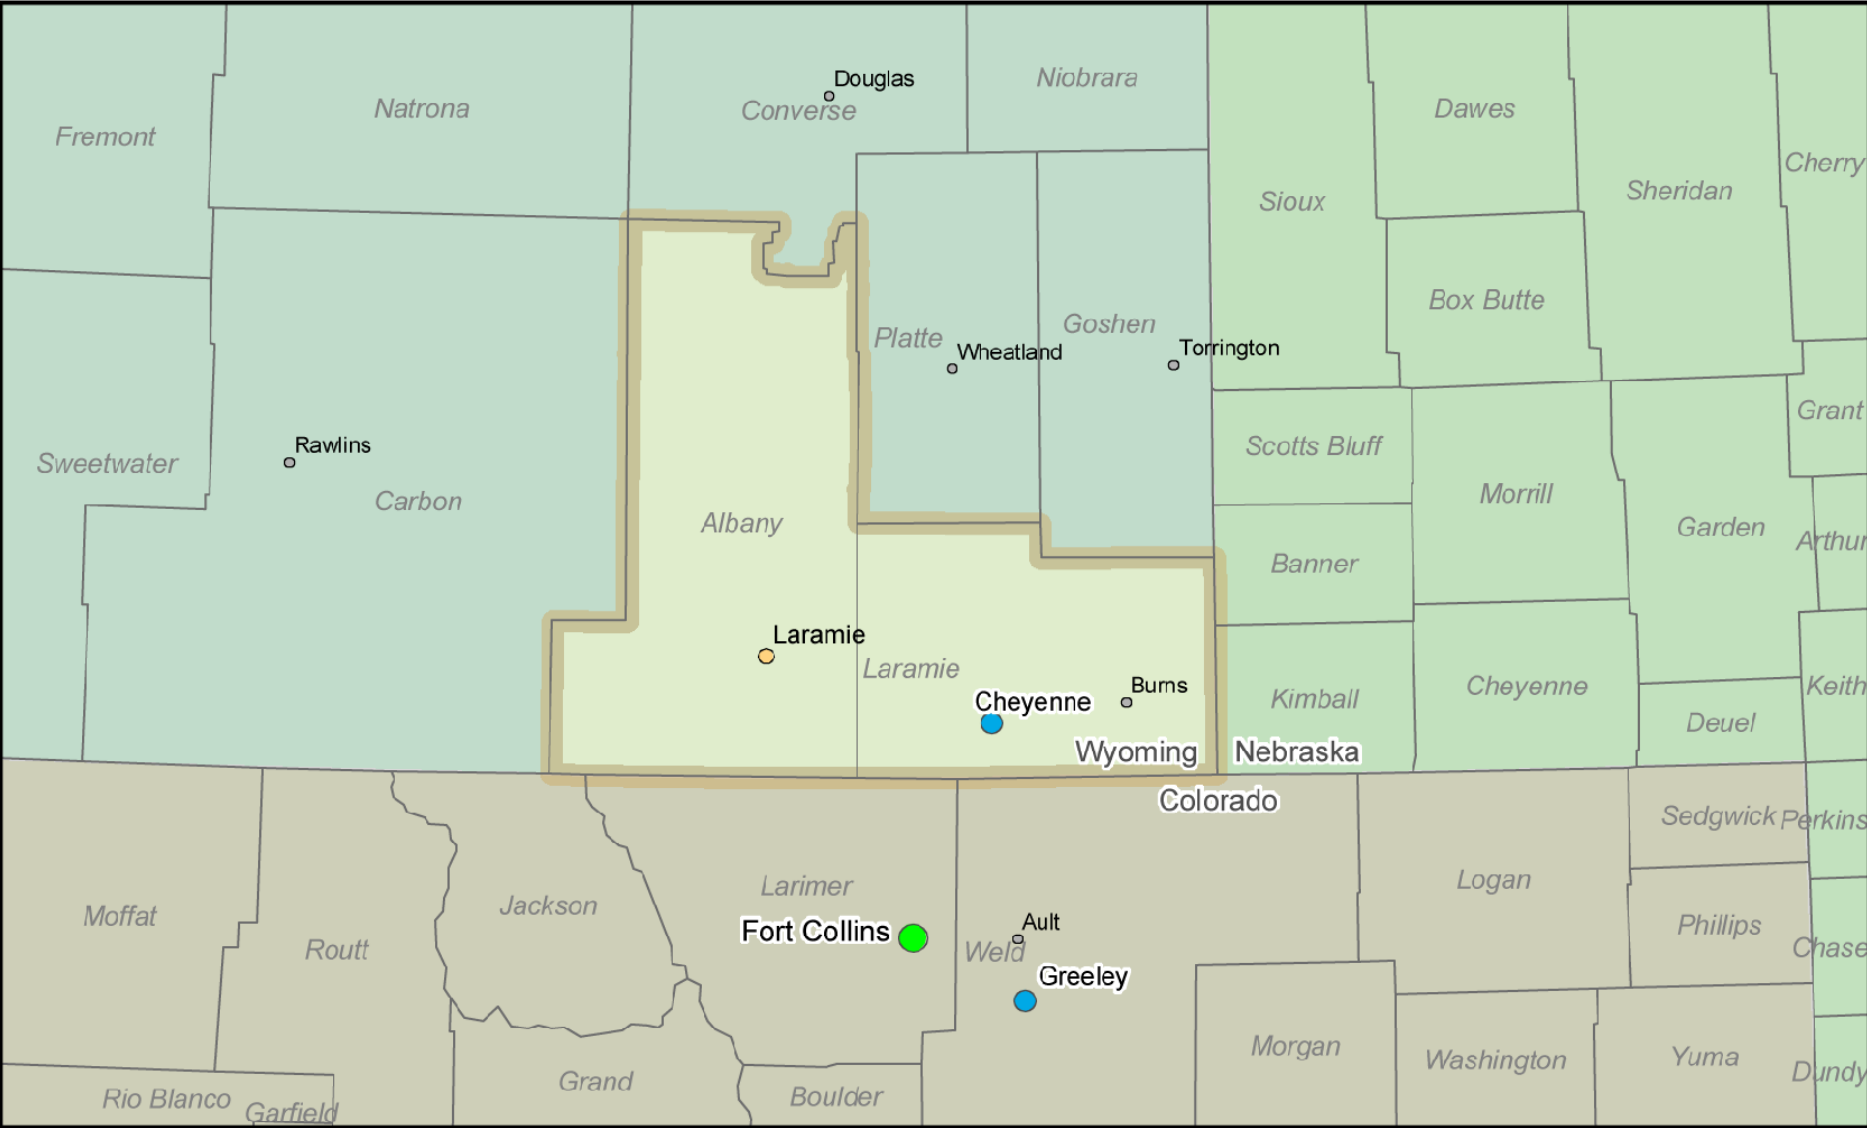 Douglas
Niobrara
Natrona
Converse
Dawes
Fremont
Cherry
Sheridan
Sioux
Box Butte
Goshen
Platte
Torrington
Wheatland
Grant
Rawlins
Scotts Bluff
Sweetwater
Carbon
Morrill
Albany
Garden
Arthur
Banner
Laramie
Laramie
Burns
Cheyenne
Keith
Cheyenne
Kimball
Deuel
Wyoming
Nebraska
Colorado
Sedgwick
Perkins
Logan
Larimer
Jackson
Moffat
Ault
Phillips
Fort Collins
Routt
Weld
Chase
Greeley
Morgan
Washington
Yuma
Dundy
Grand
Boulder
Rio Blanco
Garfield